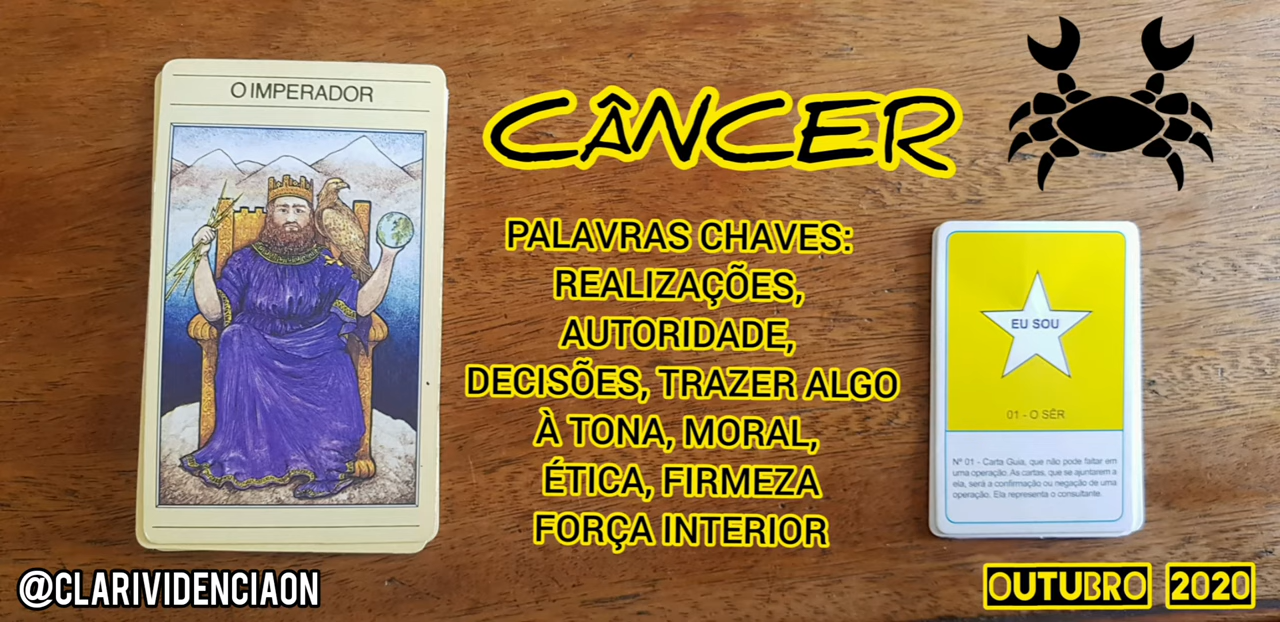 O IMPERADOR
CÂNCER
PALAVRAS CHAVES:
REALIZAÇÕES,
AUTORIDADE,
DECISÕES, TRAZER ALGO
À TONA, MORAL,
ÉTICA, FIRMEZA
FORÇA INTERIOR
EU SOU
01 - O SÊR
Nº 01 - Carta Guia, que não pode faltar em
uma operação. As cartas, que se ajuntarem a
ela, será a confirmação ou negação de uma
operação. Ela representa o consultante.
@CLARIVIDENCIAON
OUTUBRO 2020